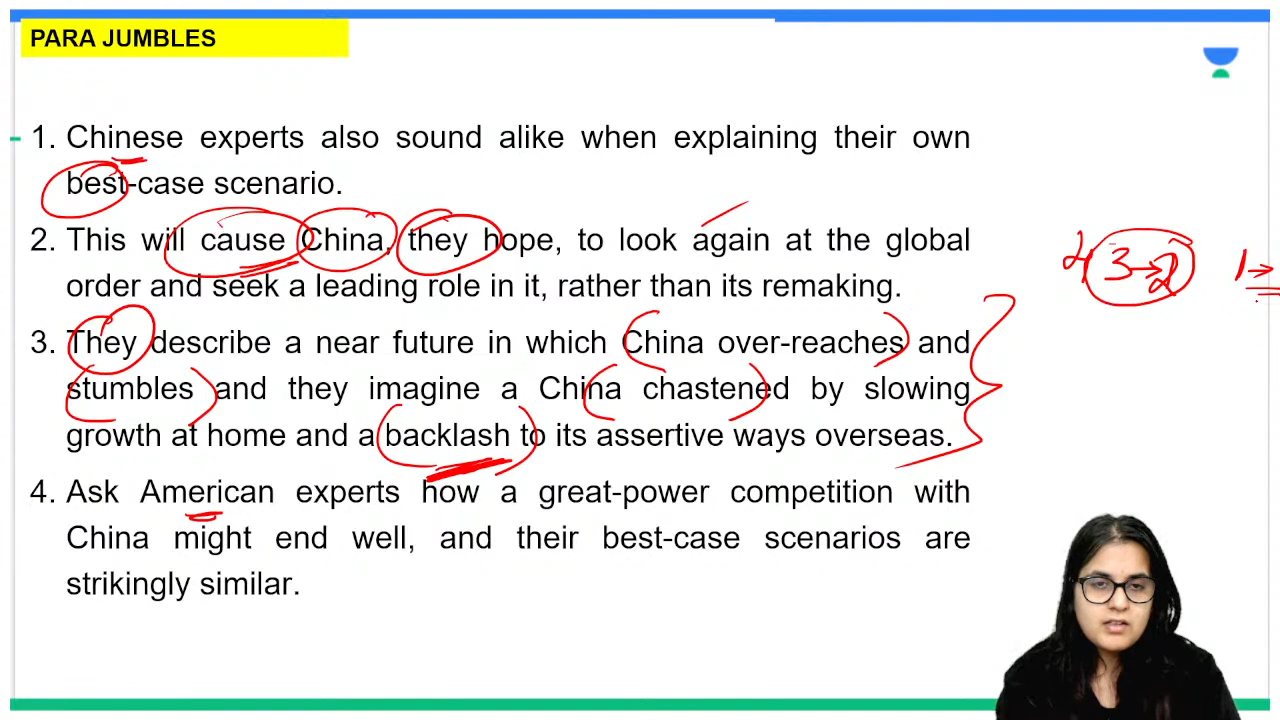 PARA JUMBLES
1. Chinese experts also sound alike when explaining their own
best-case scenario.
2. This will cause China, they hope, to look again at the global
order and seek a leading role in it, rather than its remaking.
3. They describe a near future in which China over-reaches and
stumbles and they imagine a China chastened by slowing
growth at home and a backlash to its assertive ways overseas.
4. Ask American experts how a great-power competition with
China might end well, and their best-case scenarios are
strikingly similar.
4 3→2 1→